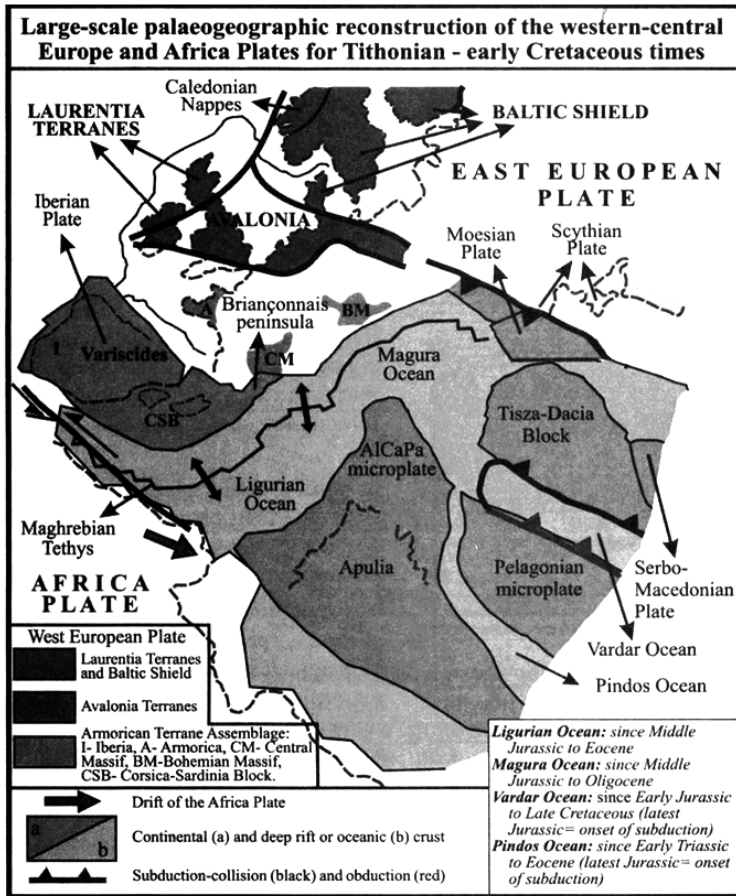 Large-scale palaeogeographic reconstruction of the western-central
Europe and Africa Plates for Tithonian - early Cretaceous times
Caledonian
Nappes
LAURENTIA
TERRANES
BALTIC SHIELD
EAST EUROPEAN
PLATE
Iberian
Plate
AVALONIA
Moesian
Plate
Scythian
Plate
A
Briançonnais
peninsula
BM
I
Variscides
CM
Magura
Ocean
CSB
Tisza-Dacia
Block
AlCaPa
microplate
Ligurian
Ocean
Maghrebian
Tethys
Apulia
Pelagonian
microplate
Serbo-
Macedonian
Plate
AFRICA
PLATE
Vardar Ocean
Pindos Ocean
West European Plate
Laurentia Terranes
and Baltic Shield
Avalonia Terranes
Armorican Terrane Assemblage:
I- Iberia, A- Armorica, CM- Central
Massif, BM-Bohemian Massif,
CSB- Corsica-Sardinia Block.
Drift of the Africa Plate
a
b
Continental (a) and deep rift or oceanic (b) crust
Subduction-collision (black) and obduction (red)
Ligurian Ocean: since Middle
Jurassic to Eocene
Magura Ocean: since Middle
Jurassic to Oligocene
Vardar Ocean: since Early Jurassic
to Late Cretaceous (latest
Jurassic= onset of subduction)
Pindos Ocean: since Early Triassic
to Eocene (latest Jurassic= onset
of subduction)